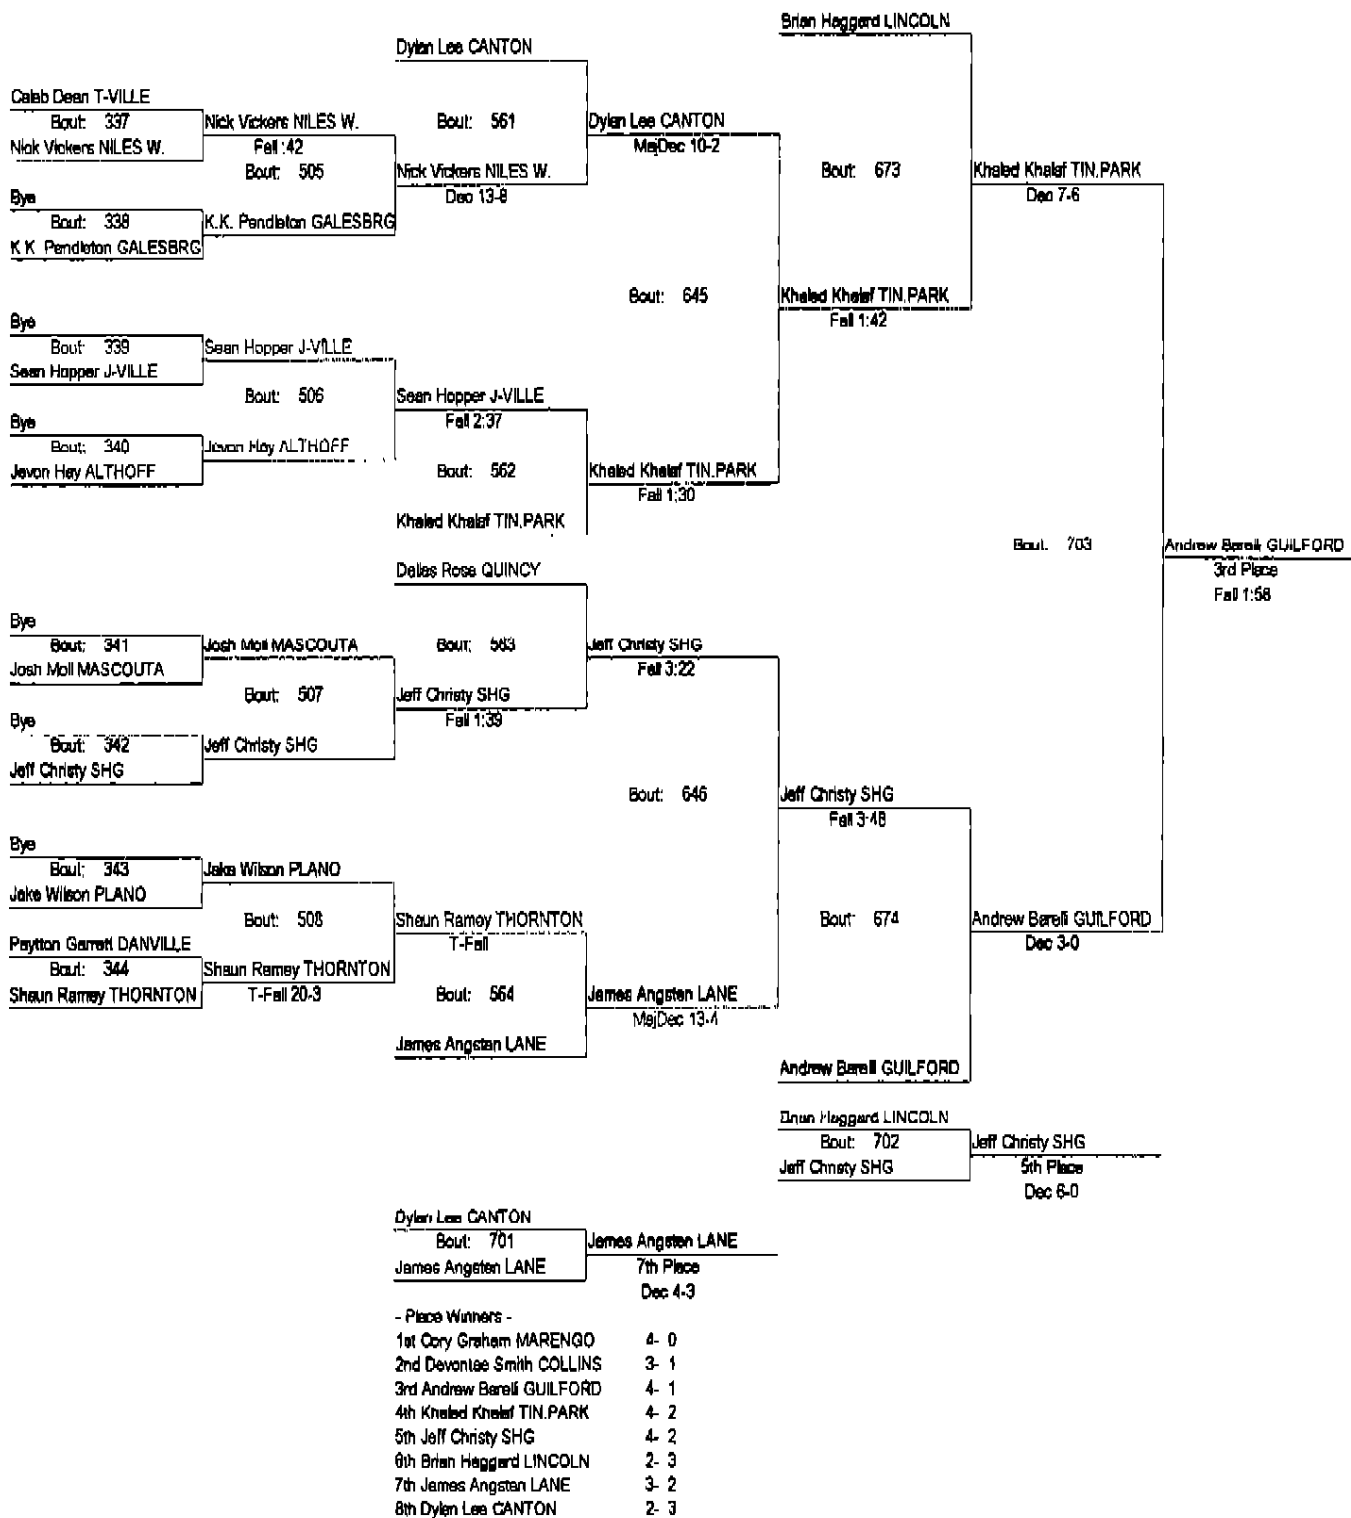 Brian Haggard LINCOLN
Dylan Lee CANTON
Caleb Dean T-VILLE
Bout: 337
Nick Vickers NILES W.
Nick Vickers NILES W.
Fall :42
Bout: 505
Bout: 561
Dylan Lee CANTON
MajDec 10-2
Nick Vickers NILES W.
Dec 13-8
Bout: 673
Khaled Khalaf TIN.PARK
Dec 7-6
Bye
Bout: 338
K.K. Pendleton GALESBRG
K.K. Pendleton GALESBRG
Bout: 645
Khaled Khalaf TIN.PARK
Fall 1:42
Bye
Bout: 339
Sean Hopper J-VILLE
Sean Hopper J-VILLE
Bout: 506
Sean Hopper J-VILLE
Fall 2:37
Bye
Bout: 340
Javon Hay ALTHOFF
Javon Hay ALTHOFF
Bout: 562
Khaled Khalaf TIN.PARK
Fall 1:30
Khaled Khalaf TIN.PARK
Bout: 703
Andrew Barelli GUILFORD
3rd Place
Fall 1:56
Dallas Rose QUINCY
Bye
Bout: 341
Josh Moll MASCOUTA
Josh Moll MASCOUTA
Bout: 563
Jeff Christy SHG
Fall 3:22
Bout: 507
Jeff Christy SHG
Fall 1:39
Bye
Bout: 342
Jeff Christy SHG
Jeff Christy SHG
Bout: 646
Jeff Christy SHG
Fall 3:48
Bye
Bout: 343
Jake Wilson PLANO
Jake Wilson PLANO
Bout: 508
Shaun Ramey THORNTON
T-Fall
Bout: 674
Andrew Barelli GUILFORD
Dec 3-0
Peytton Garrett DANVILLE
Bout: 344
Shaun Ramey THORNTON
Shaun Ramey THORNTON
T-Fall 20-3
Bout: 564
James Angsten LANE
MajDec 13-4
James Angsten LANE
Andrew Barelli GUILFORD
Brian Haggard LINCOLN
Bout: 702
Jeff Christy SHG
Jeff Christy SHG
5th Place
Dec 6-0
Dylan Lee CANTON
Bout: 701
James Angsten LANE
James Angsten LANE
7th Place
Dec 4-3
- Place Winners -
1st Cory Graham MARENGO 4- 0
2nd Devontae Smith COLLINS 3- 1
3rd Andrew Barelli GUILFORD 4- 1
4th Khaled Khalaf TIN.PARK 4- 2
5th Jeff Christy SHG 4- 2
6th Brian Haggard LINCOLN 2- 3
7th James Angsten LANE 3- 2
8th Dylan Lee CANTON 2- 3